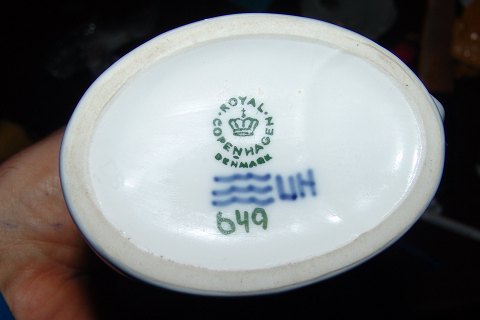 ROYAL
COPENHAGEN
DENMARK
UH
649